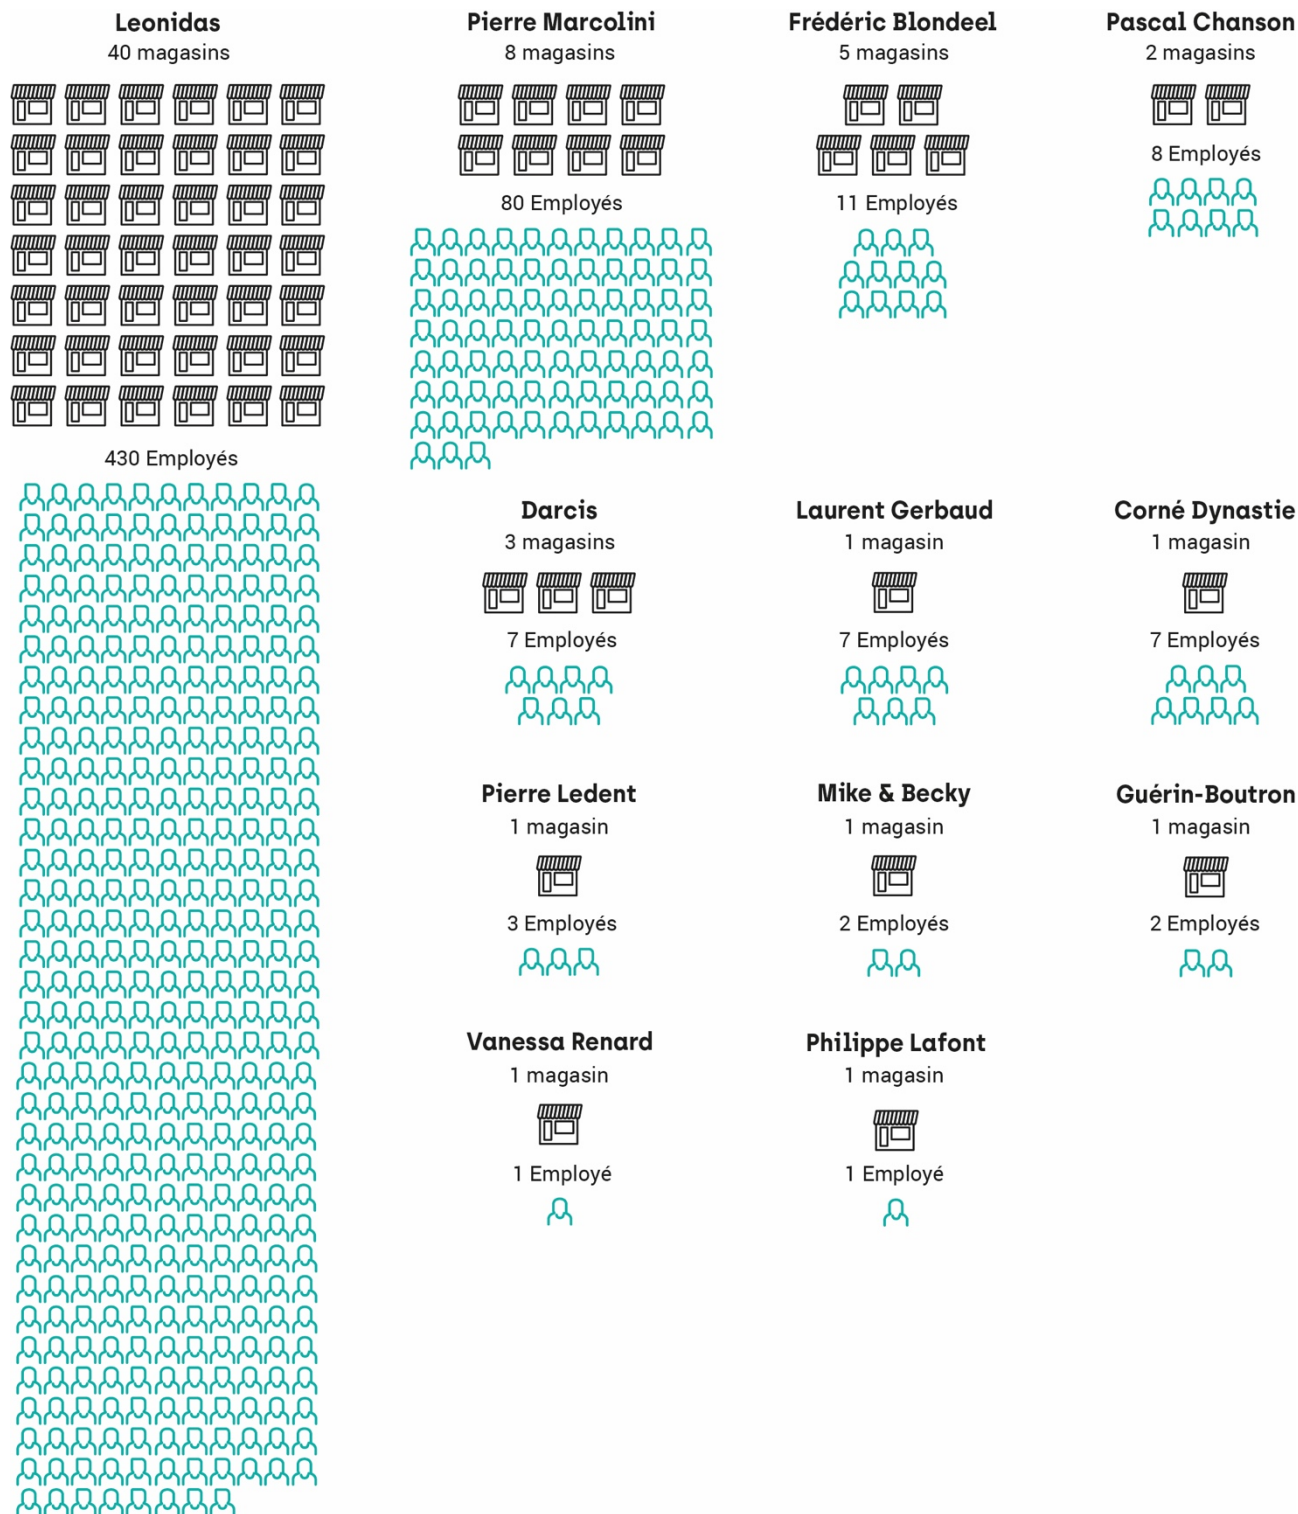 Leonidas
40 magasins
430 Employés
Pierre Marcolini
8 magasins
80 Employés
Frédéric Blondeel
5 magasins
11 Employés
Pascal Chanson
2 magasins
8 Employés
Darcis
3 magasins
7 Employés
Laurent Gerbaud
1 magasin
7 Employés
Corné Dynastie
1 magasin
7 Employés
Pierre Ledent
1 magasin
3 Employés
Mike & Becky
1 magasin
2 Employés
Guérin-Boutron
1 magasin
2 Employés
Vanessa Renard
1 magasin
1 Employé
Philippe Lafont
1 magasin
1 Employé